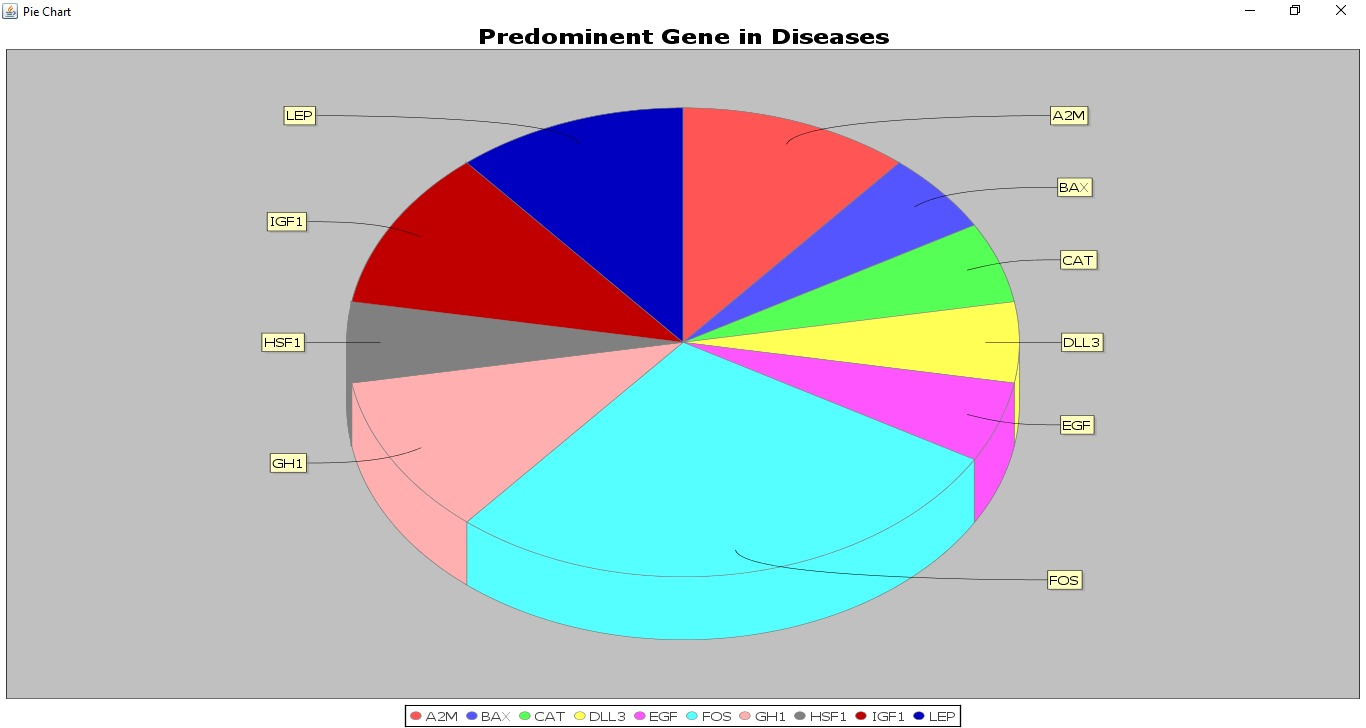 Pie Chart
Predominent Gene in Diseases
LEP
A2M
BAX
IGF1
CAT
HSF1
DLL3
EGF
GH1
FOS
A2M BAX CAT DLL3 EGF FOS GH1 HSF1 IGF1 LEP